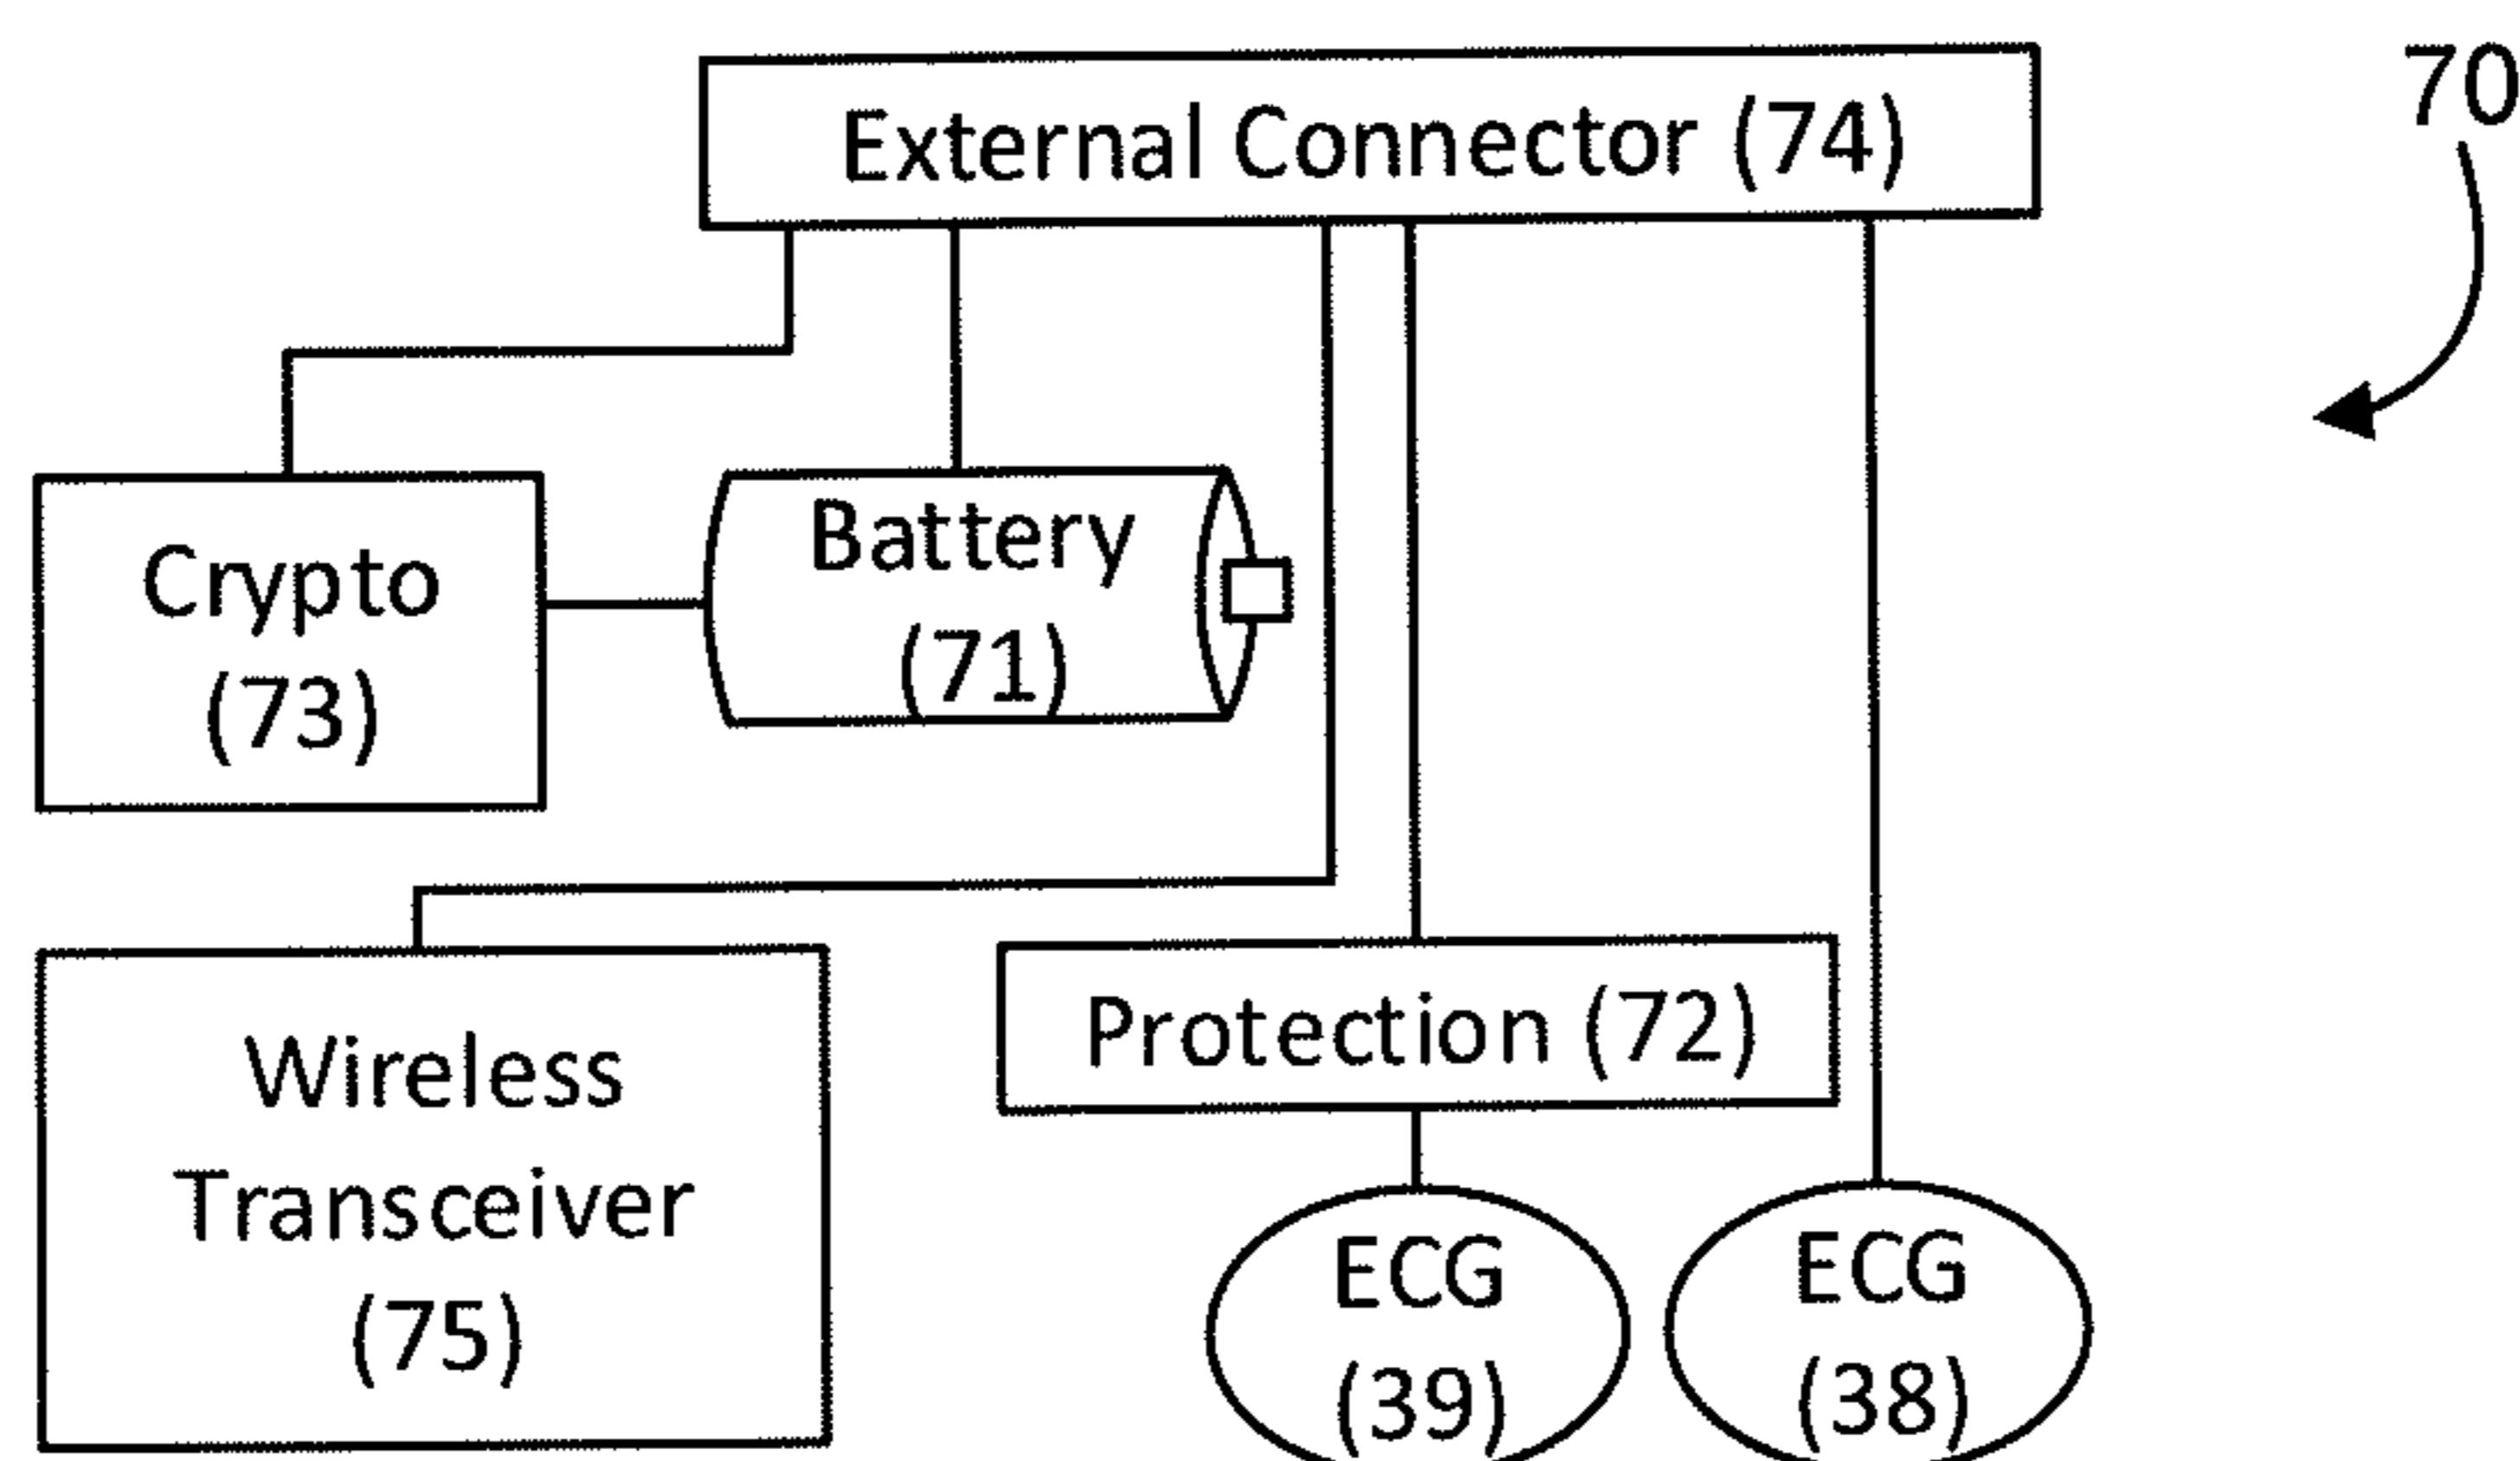 70
External Connector (74)
Crypto
(73)
Battery
(71)
Wireless
Transceiver
(75)
Protection (72)
ECG
(39)
ECG
(38)